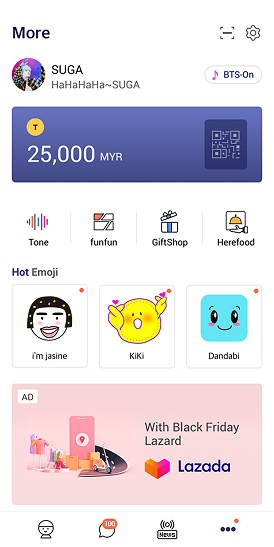 More
SUGA
HaHaHaHa~SUGA
BTS-On
T
25,000 MYR
Tone
funfun
GiftShop
Herefood
Hot Emoji
i'm jasine
KiKi
Dandabi
AD
With Black Friday
Lazard
Lazada
100
News